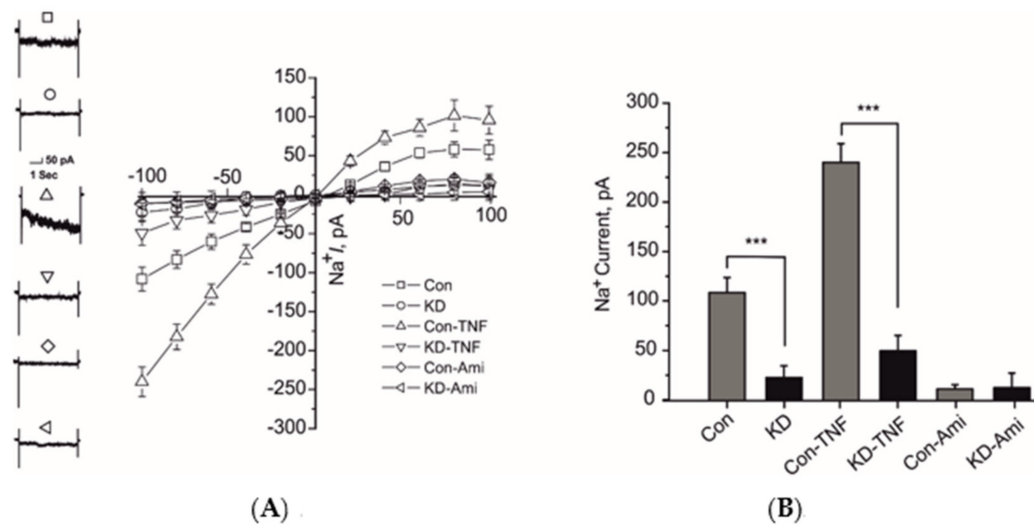 50 pA
1 Sec
150
100
50
-100
-50
50
100
-50
-100
-150
-200
-250
-300
Na⁺I, pA
Con
KD
Con-TNF
KD-TNF
Con-Ami
KD-Ami
(A)
Na⁺ Current, pA
300
250
200
150
100
50
0
***
***
Con
KD
Con-TNF
KD-TNF
Con-Ami
KD-Ami
(B)